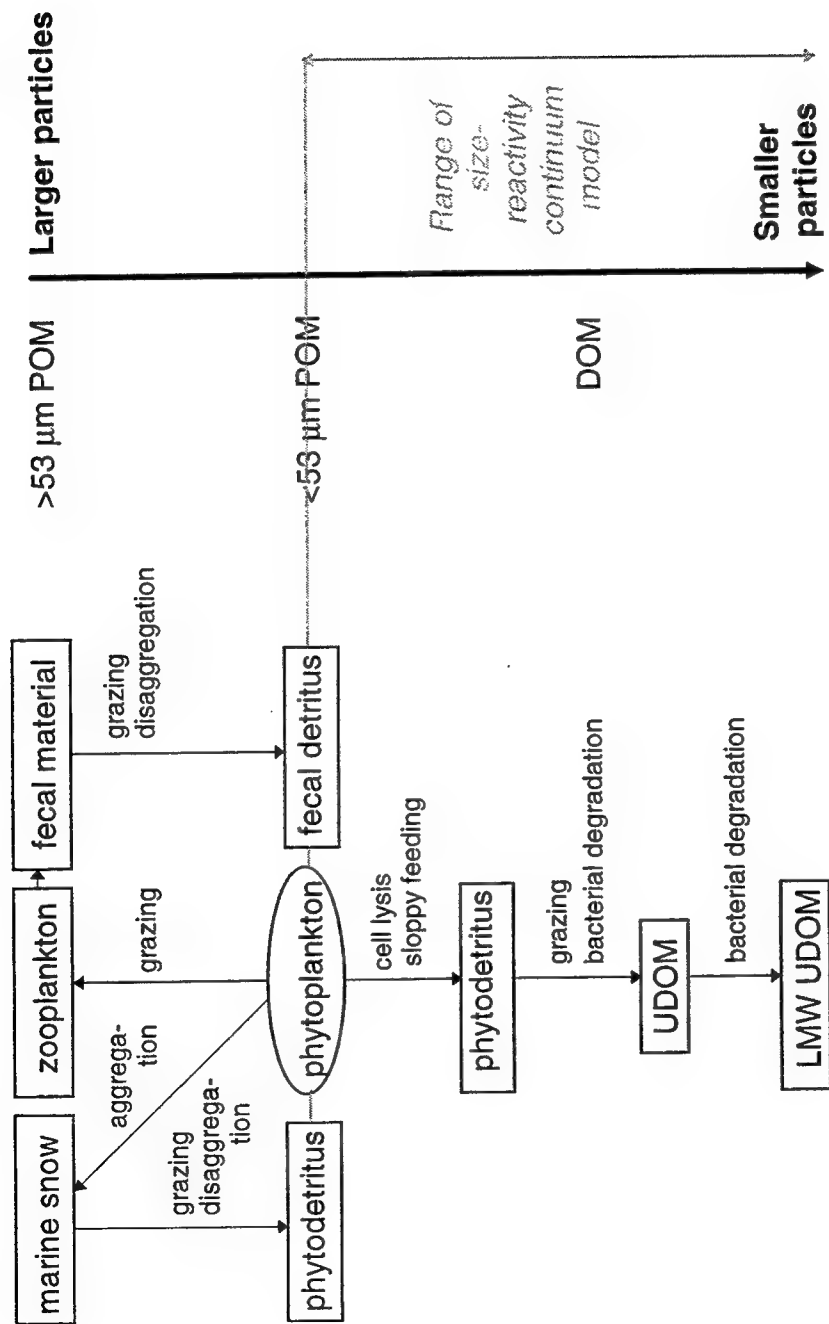 marine snow
zooplankton
fecal material
>53 μm POM
Larger particles
aggrega-
tion
grazing
grazing
disaggregation
grazing
disaggrega-
tion
phytodetritus
phytoplankton
fecal detritus
<53 μm POM
cell lysis
sloppy feeding
Range of
size-
reactivity
continuum
model
phytodetritus
DOM
grazing
bacterial degradation
UDOM
bacterial degradation
Smaller
particles
LMW UDOM